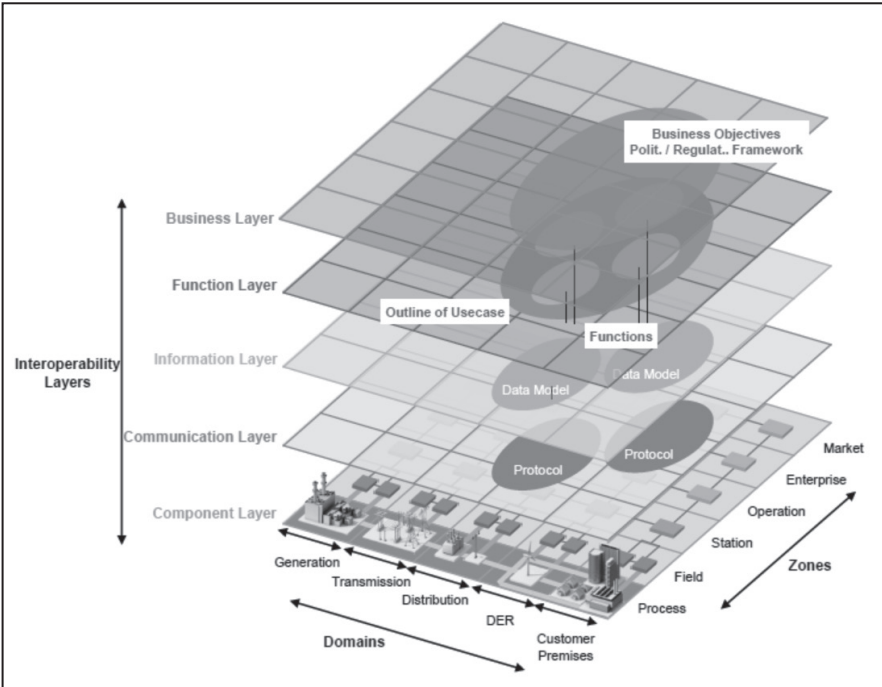 Business Objectives
Polit. / Regulat.. Framework
Business Layer
Function Layer
Outline of Usecase
Functions
Interoperability
Layers
Information Layer
Data Model
Data Model
Communication Layer
Protocol
Protocol
Component Layer
Market
Enterprise
Operation
Station
Field
Process
Zones
Generation
Transmission
Distribution
DER
Customer
Premises
Domains